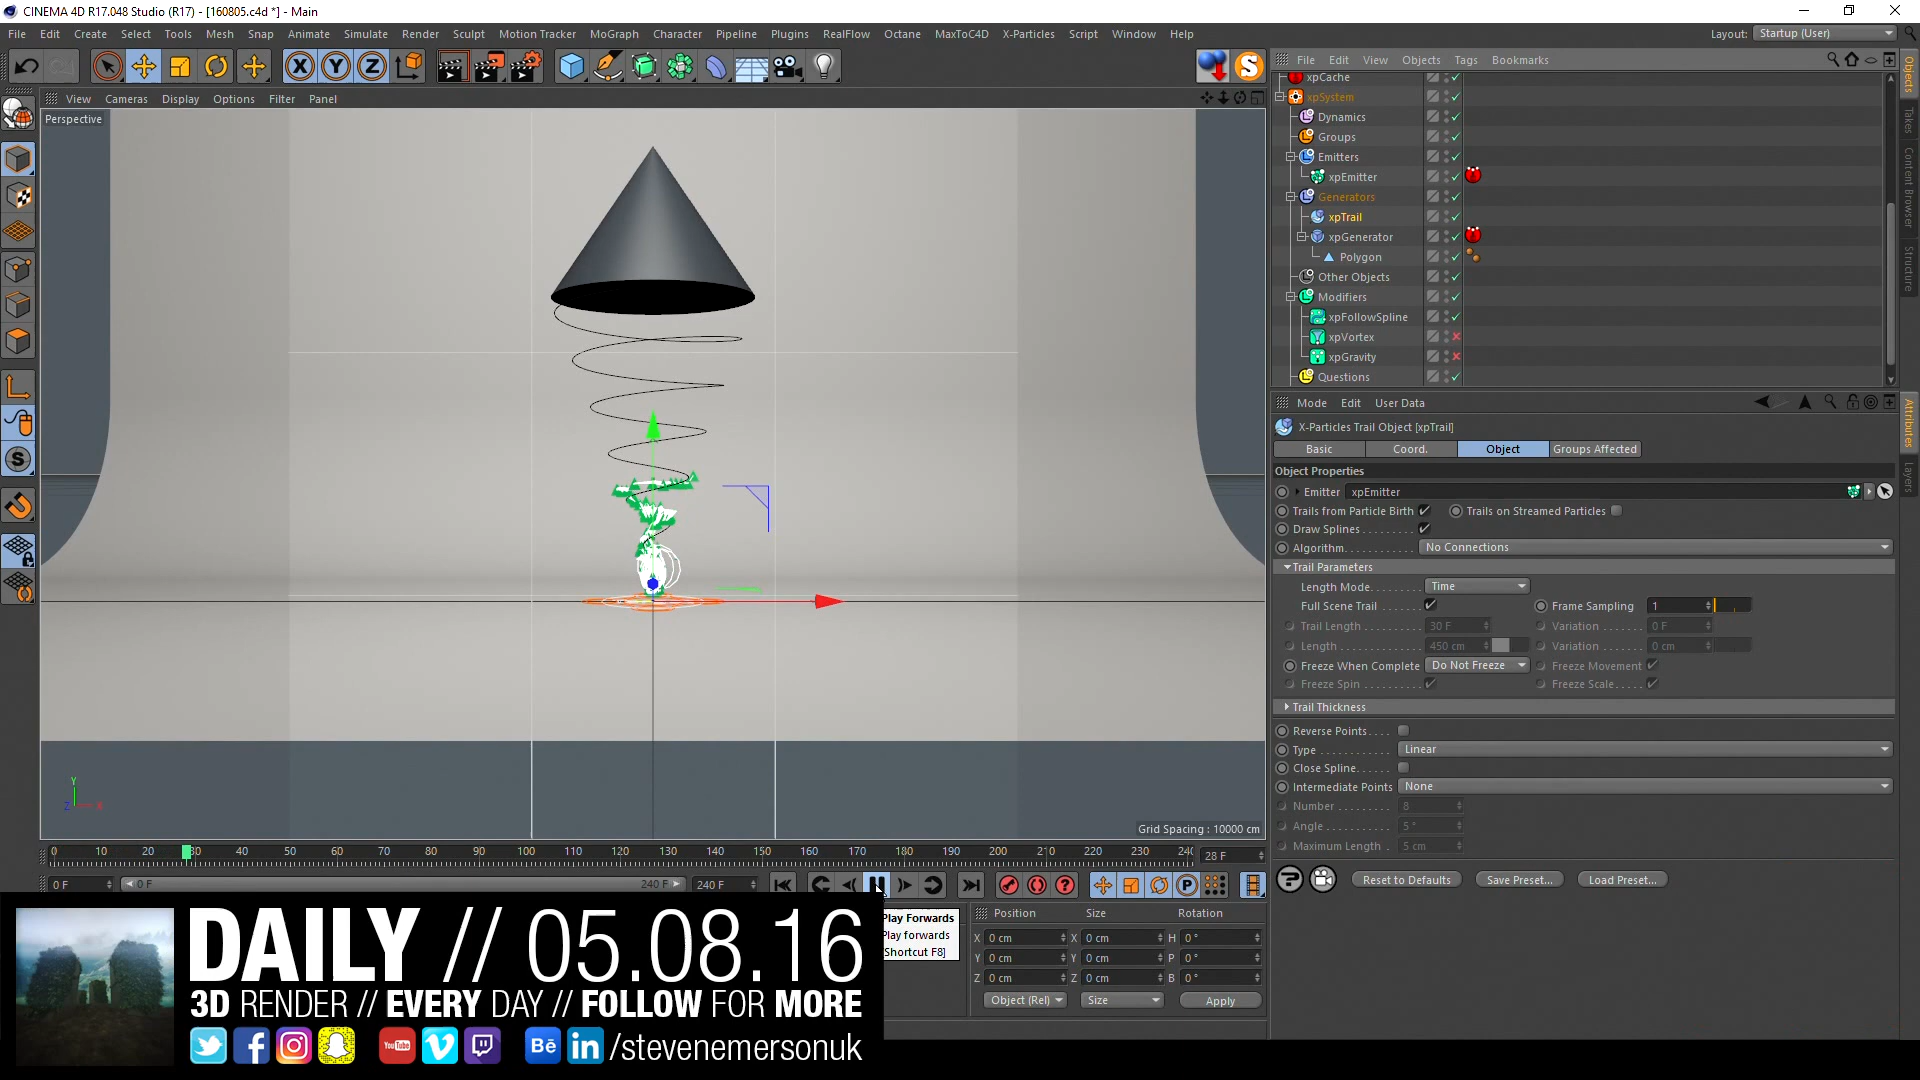 CINEMA 4D R17.048 Studio (R17) - [160805.c4d *] - Main
File Edit Create Select Tools Mesh Snap Animate Simulate Render Sculpt Motion Tracker MoGraph Character Pipeline Plugins RealFlow Octane MaxToC4D X-Particles Script Window Help
Layout: Startup (User)
X Y Z
View Cameras Display Options Filter Panel
Perspective
Y
Z X
Grid Spacing : 10000 cm
0 10 20 30 40 50 60 70 80 90 100 110 120 130 140 150 160 170 180 190 200 210 220 230 240
28 F
0 F
0 F
240 F
240 F
Play Forwards
Play forwards
Shortcut F8]
Position Size Rotation
X 0 cm X 0 cm H 0 °
Y 0 cm Y 0 cm P 0 °
Z 0 cm Z 0 cm B 0 °
Object (Rel) Size Apply
File Edit View Objects Tags Bookmarks
xpCache
xpSystem
Dynamics
Groups
Emitters
xpEmitter
Generators
xpTrail
xpGenerator
Polygon
Other Objects
Modifiers
xpFollowSpline
xpVortex
xpGravity
Questions
Objects
Takes
Content Browser
Structure
Attributes
Layers
Mode Edit User Data
X-Particles Trail Object [xpTrail]
Basic Coord. Object Groups Affected
Object Properties
Emitter xpEmitter
Trails from Particle Birth Trails on Streamed Particles
Draw Splines
Algorithm No Connections
Trail Parameters
Length Mode Time
Full Scene Trail Frame Sampling 1
Trail Length 30 F Variation 0 F
Length 450 cm Variation 0 cm
Freeze When Complete Do Not Freeze Freeze Movement
Freeze Spin Freeze Scale
Trail Thickness
Reverse Points
Type Linear
Close Spline
Intermediate Points None
Number 8
Angle 5 °
Maximum Length 5 cm
Reset to Defaults Save Preset... Load Preset...
DAILY // 05.08.16
3D RENDER // EVERY DAY // FOLLOW FOR MORE
YouTube Bē in /stevenemersonuk